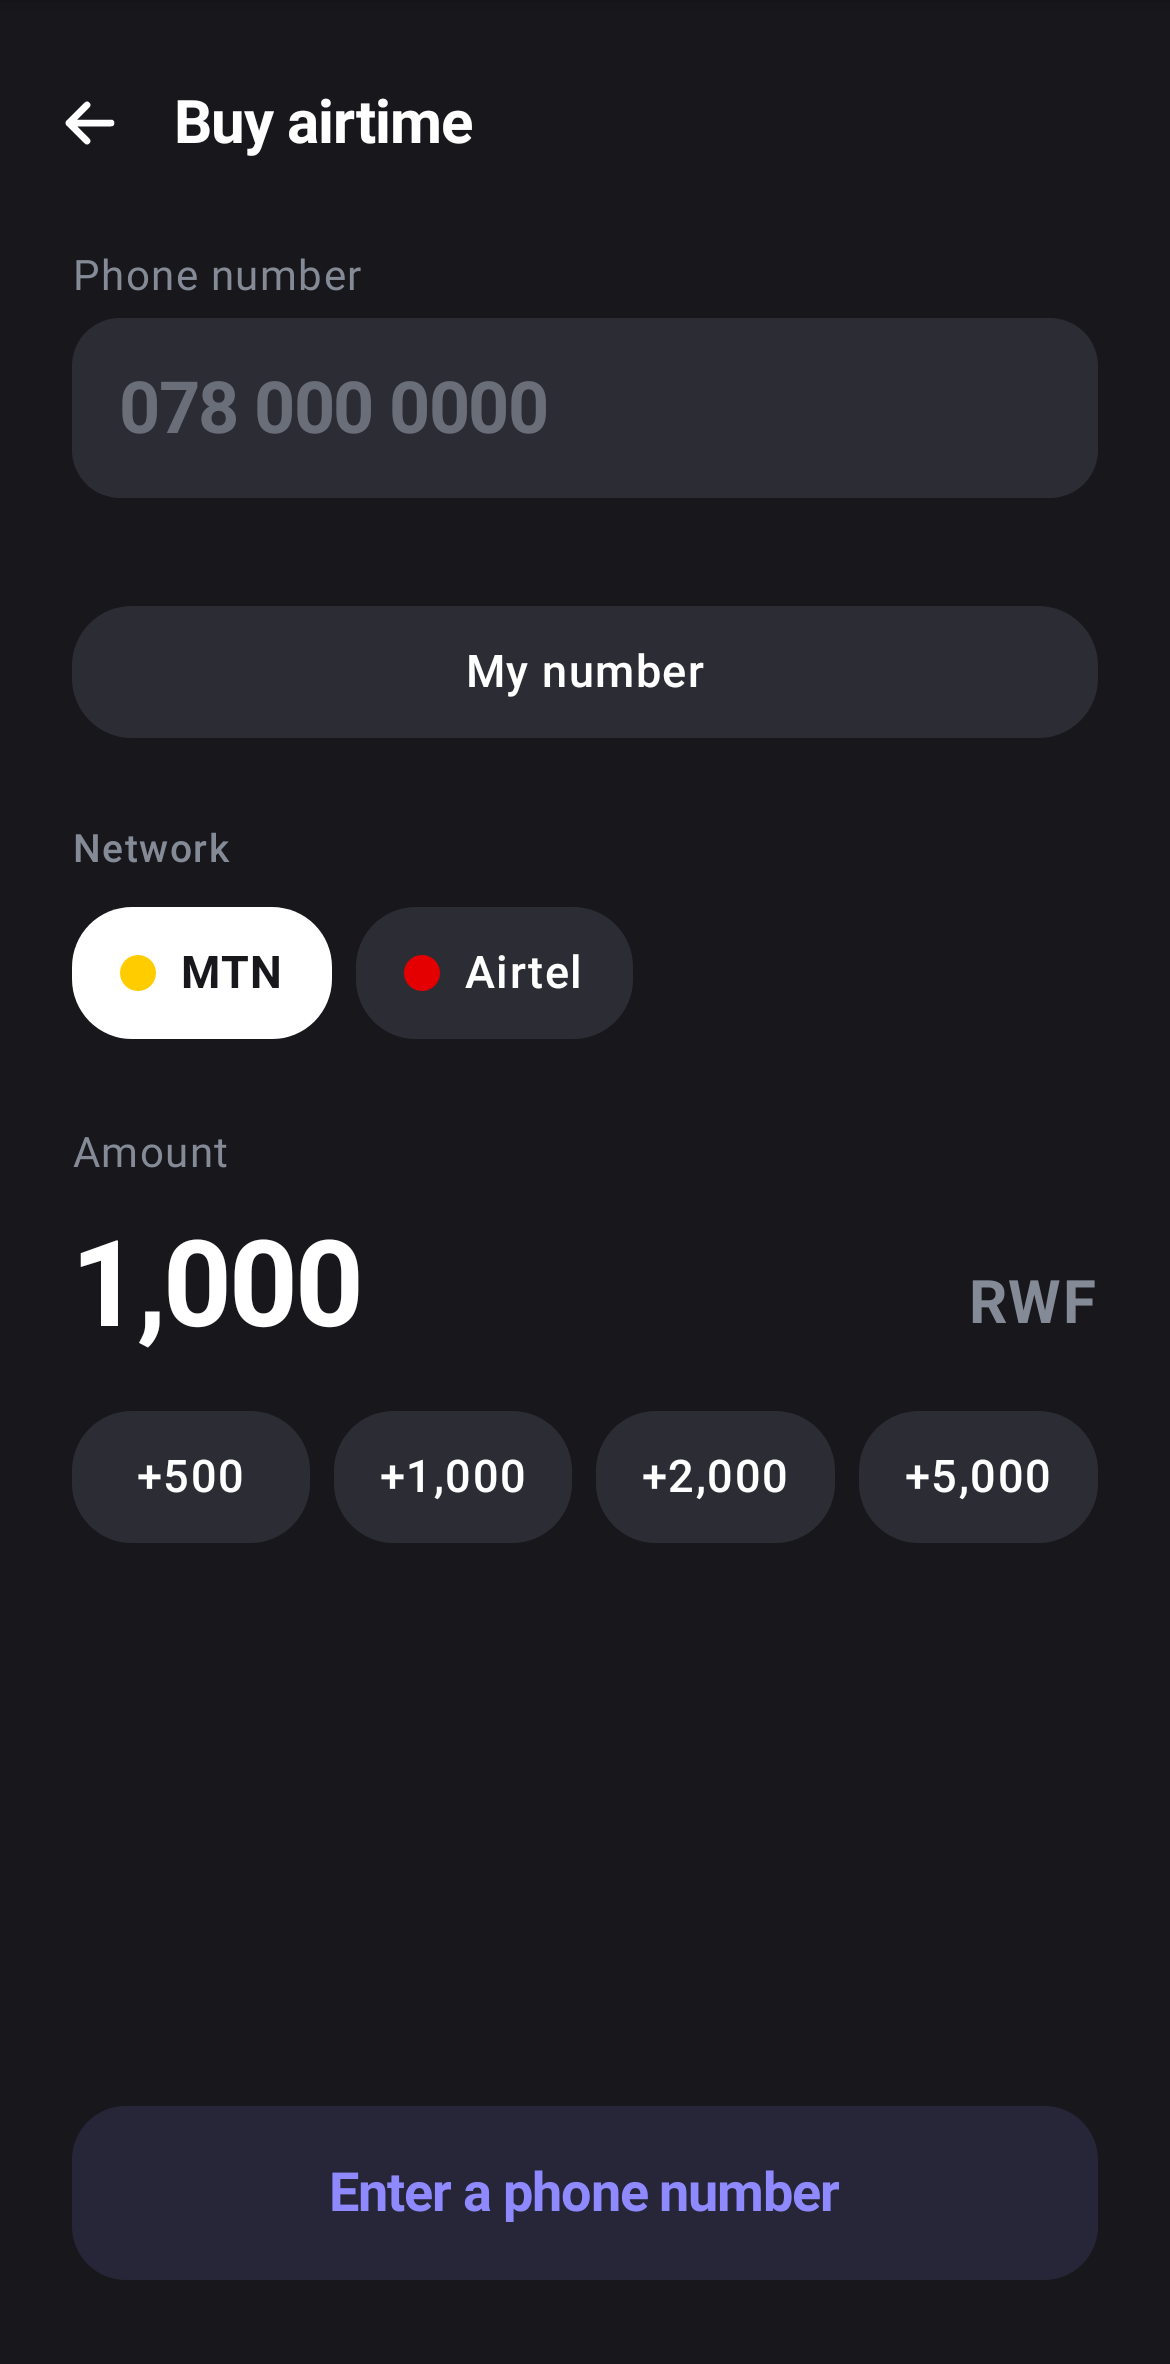 Buy airtime
Phone number
078 000 0000
My number
Network
MTN Airtel
Amount
1,000 RWF
+500 +1,000 +2,000 +5,000
Enter a phone number